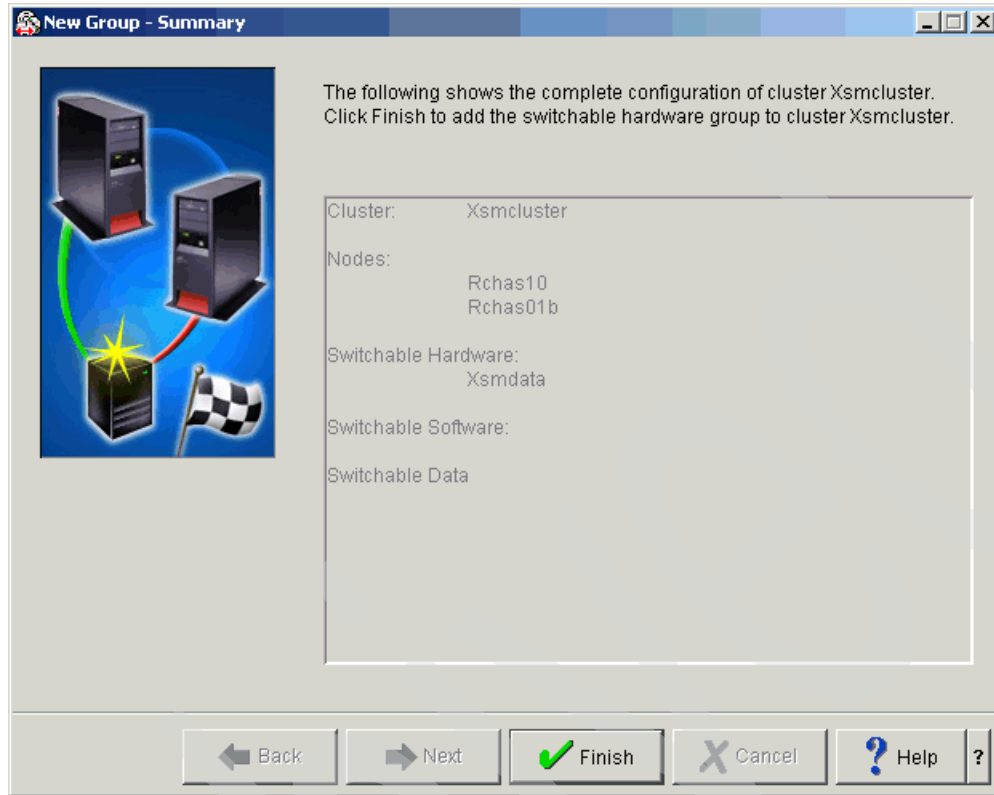 New Group - Summary
The following shows the complete configuration of cluster Xsmcluster.
Click Finish to add the switchable hardware group to cluster Xsmcluster.
Cluster: Xsmcluster
Nodes:
Rchas10
Rchas01b
Switchable Hardware:
Xsmdata
Switchable Software:
Switchable Data
Back Next Finish Cancel ? Help ?